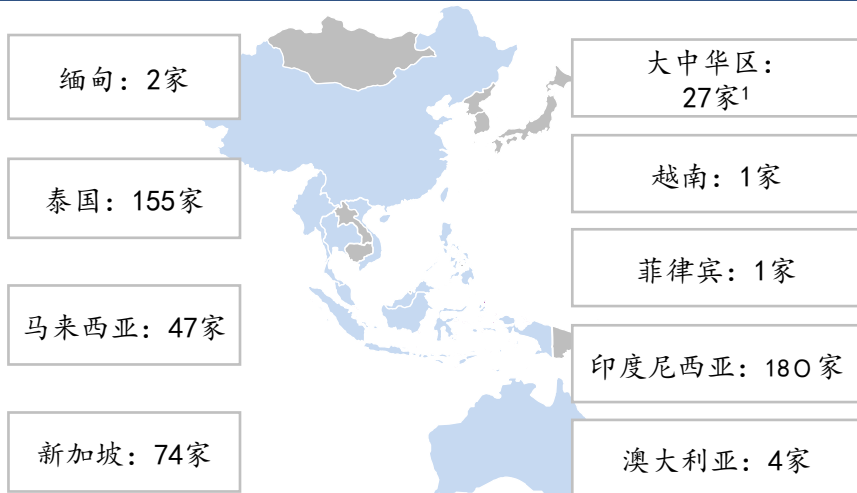 缅甸：2家
泰国：155家
马来西亚：47家
新加坡：74家
大中华区：
27家¹
越南：1家
菲律宾：1家
印度尼西亚：180家
澳大利亚：4家